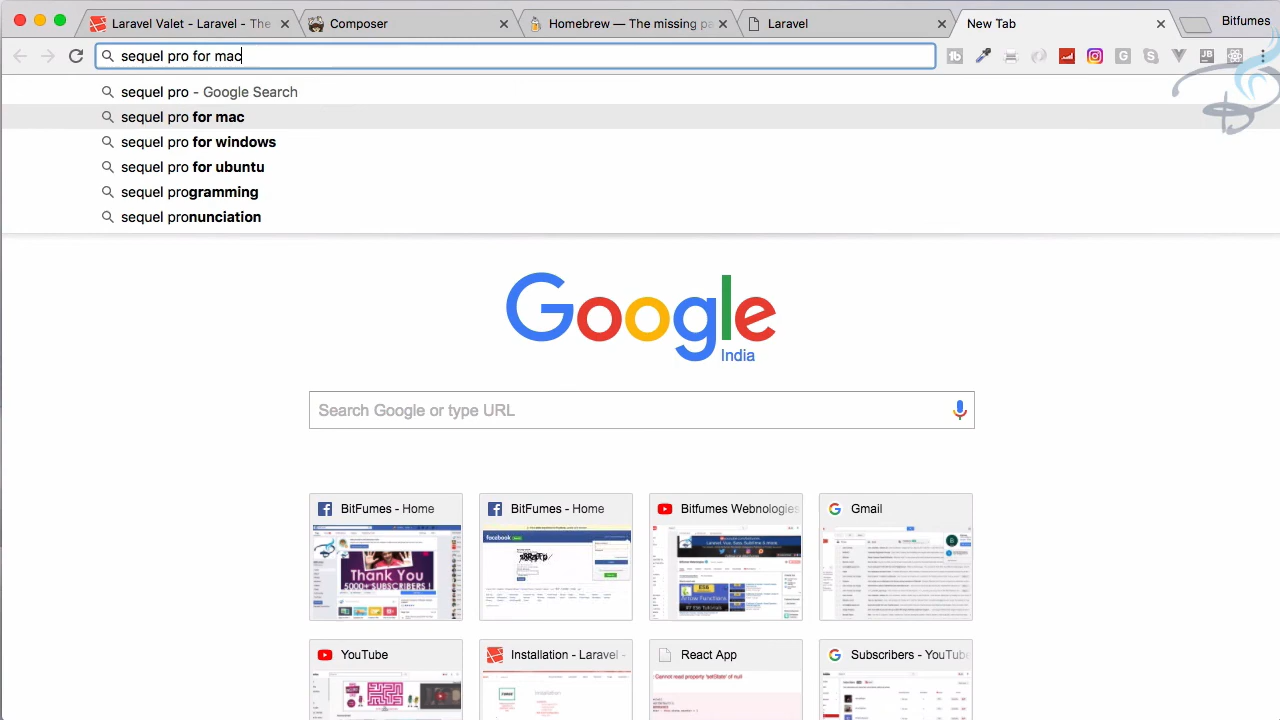 Laravel Valet - Laravel - The
Composer
Homebrew — The missing pa
Laravel
New Tab
Bitfumes
sequel pro for mac
sequel pro - Google Search
sequel pro for mac
sequel pro for windows
sequel pro for ubuntu
sequel programming
sequel pronunciation
Google
India
Search Google or type URL
BitFumes - Home
BitFumes - Home
Bitfumes Webnologies
Gmail
THANK YOU
5000+ SUBSCRIBERS !
facebook
YouTube
Installation - Laravel -
React App
Subscribers - YouTube
Installation
Cannot read property 'setState' of null